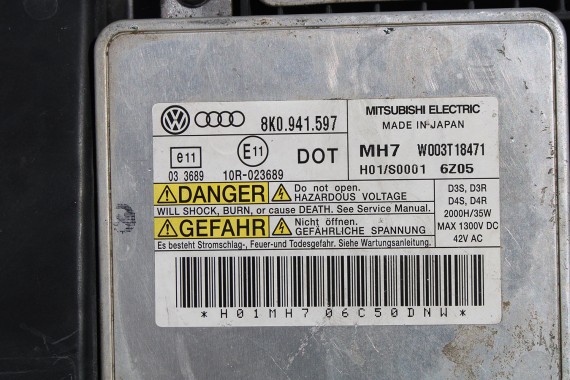 8K0.941.597
e11
E11
03 3689
10R-023689
DOT
MITSUBISHI ELECTRIC
MADE IN JAPAN
MH7 W003T18471
H01/S0001 6Z05
DANGER
Do not open.
HAZARDOUS VOLTAGE
WILL SHOCK, BURN, or cause DEATH. See Service Manual.
GEFAHR
Nicht öffnen.
GEFÄHRLICHE SPANNUNG
Es besteht Stromschlag-, Feuer-und Todesgefahr. Siehe Wartungsanleitung.
D3S, D3R
D4S, D4R
2000H/35W
MAX 1300V DC
42V AC
*H01MH706C50DNW*